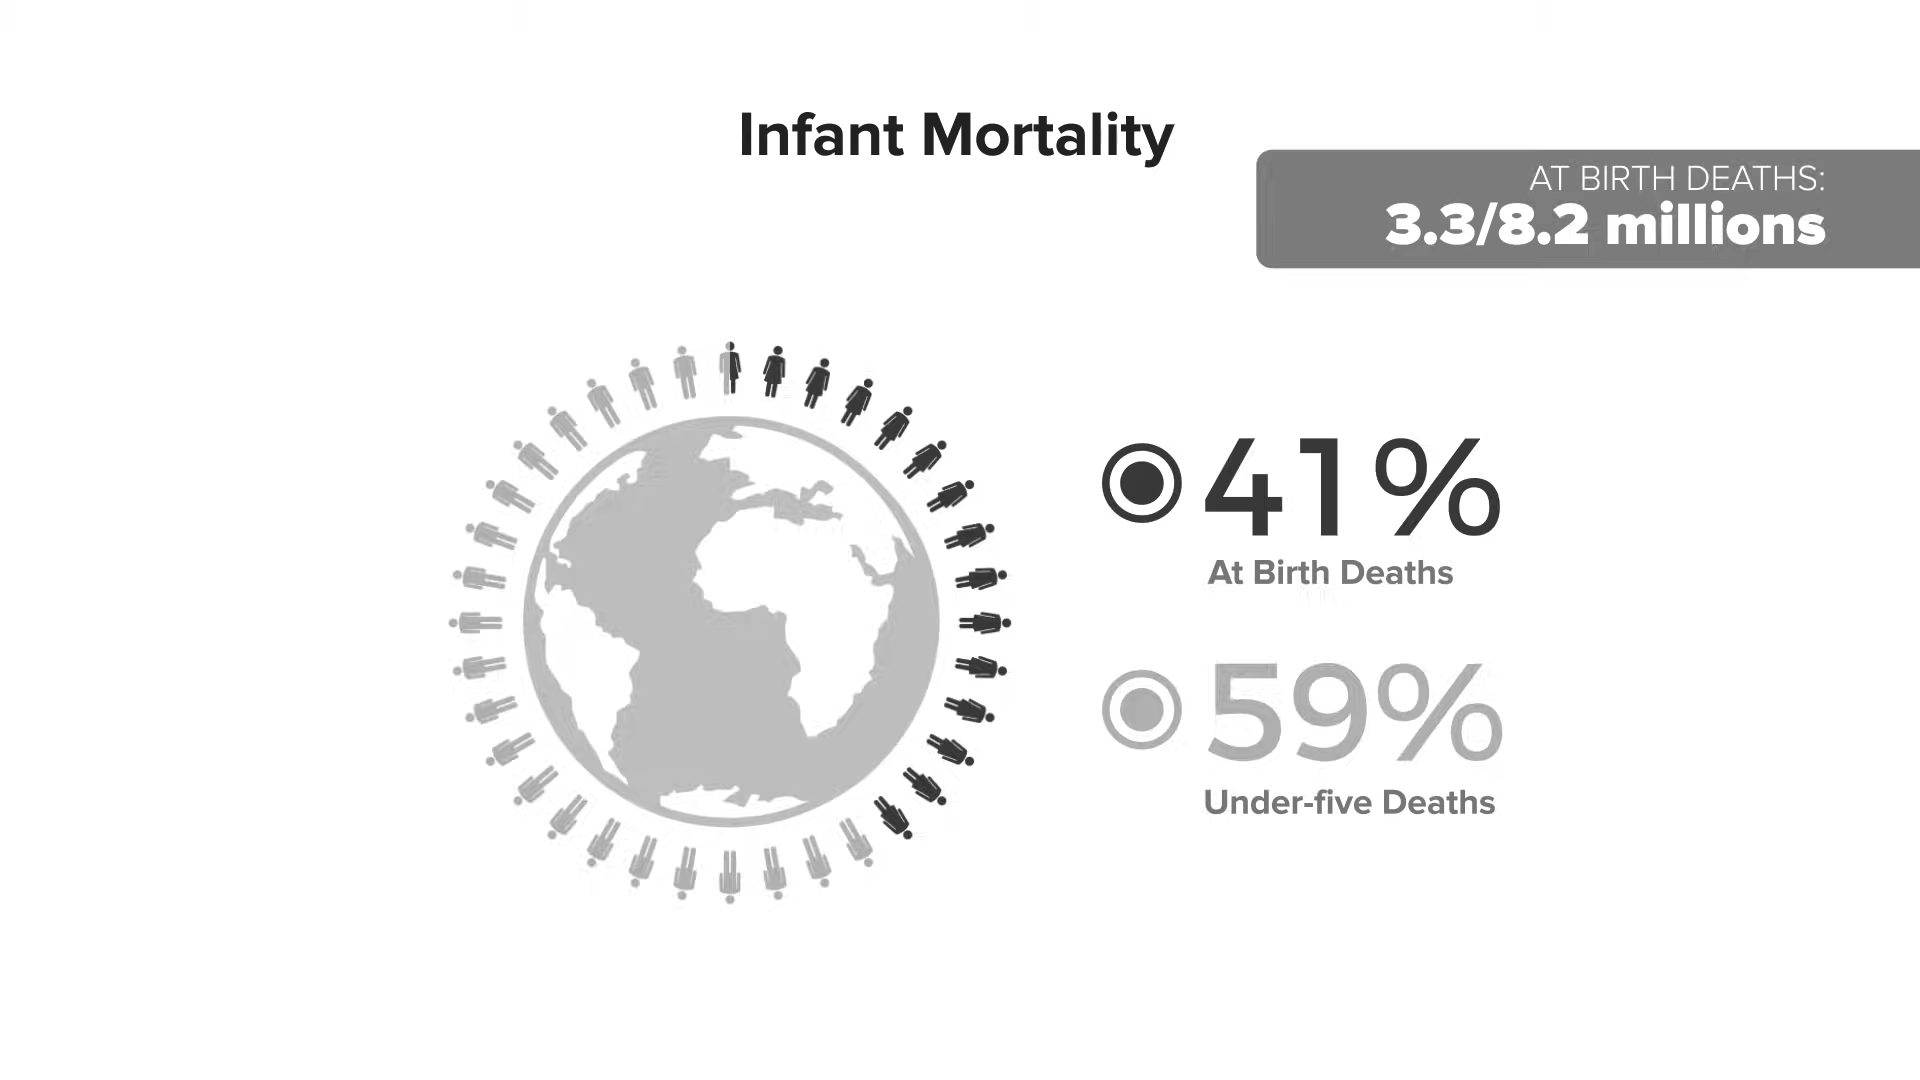 Infant Mortality
AT BIRTH DEATHS:
3.3/8.2 millions
41%
At Birth Deaths
59%
Under-five Deaths